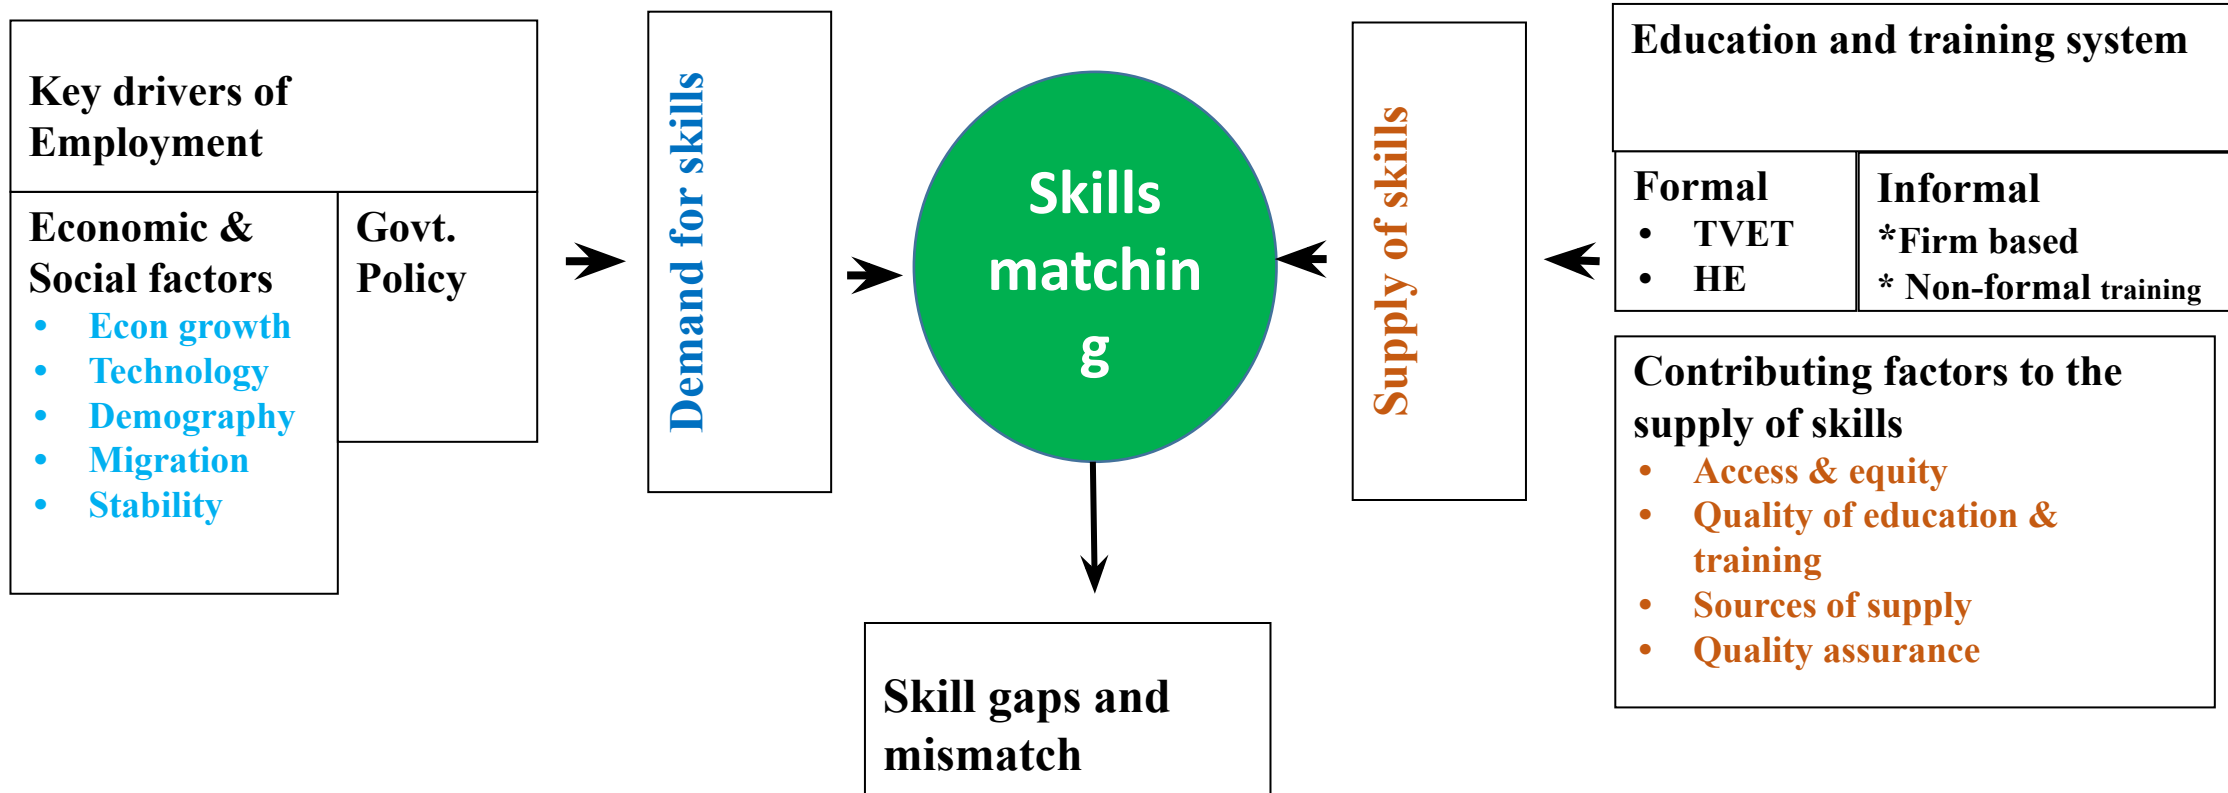 Key drivers of
Employment
Economic &
Social factors
• Econ growth
• Technology
• Demography
• Migration
• Stability
Govt.
Policy
Demand for skills
Skills
matchin
g
Skill gaps and
mismatch
Supply of skills
Education and training system
Formal
• TVET
• HE
Informal
*Firm based
* Non-formal training
Contributing factors to the
supply of skills
• Access & equity
• Quality of education &
training
• Sources of supply
• Quality assurance